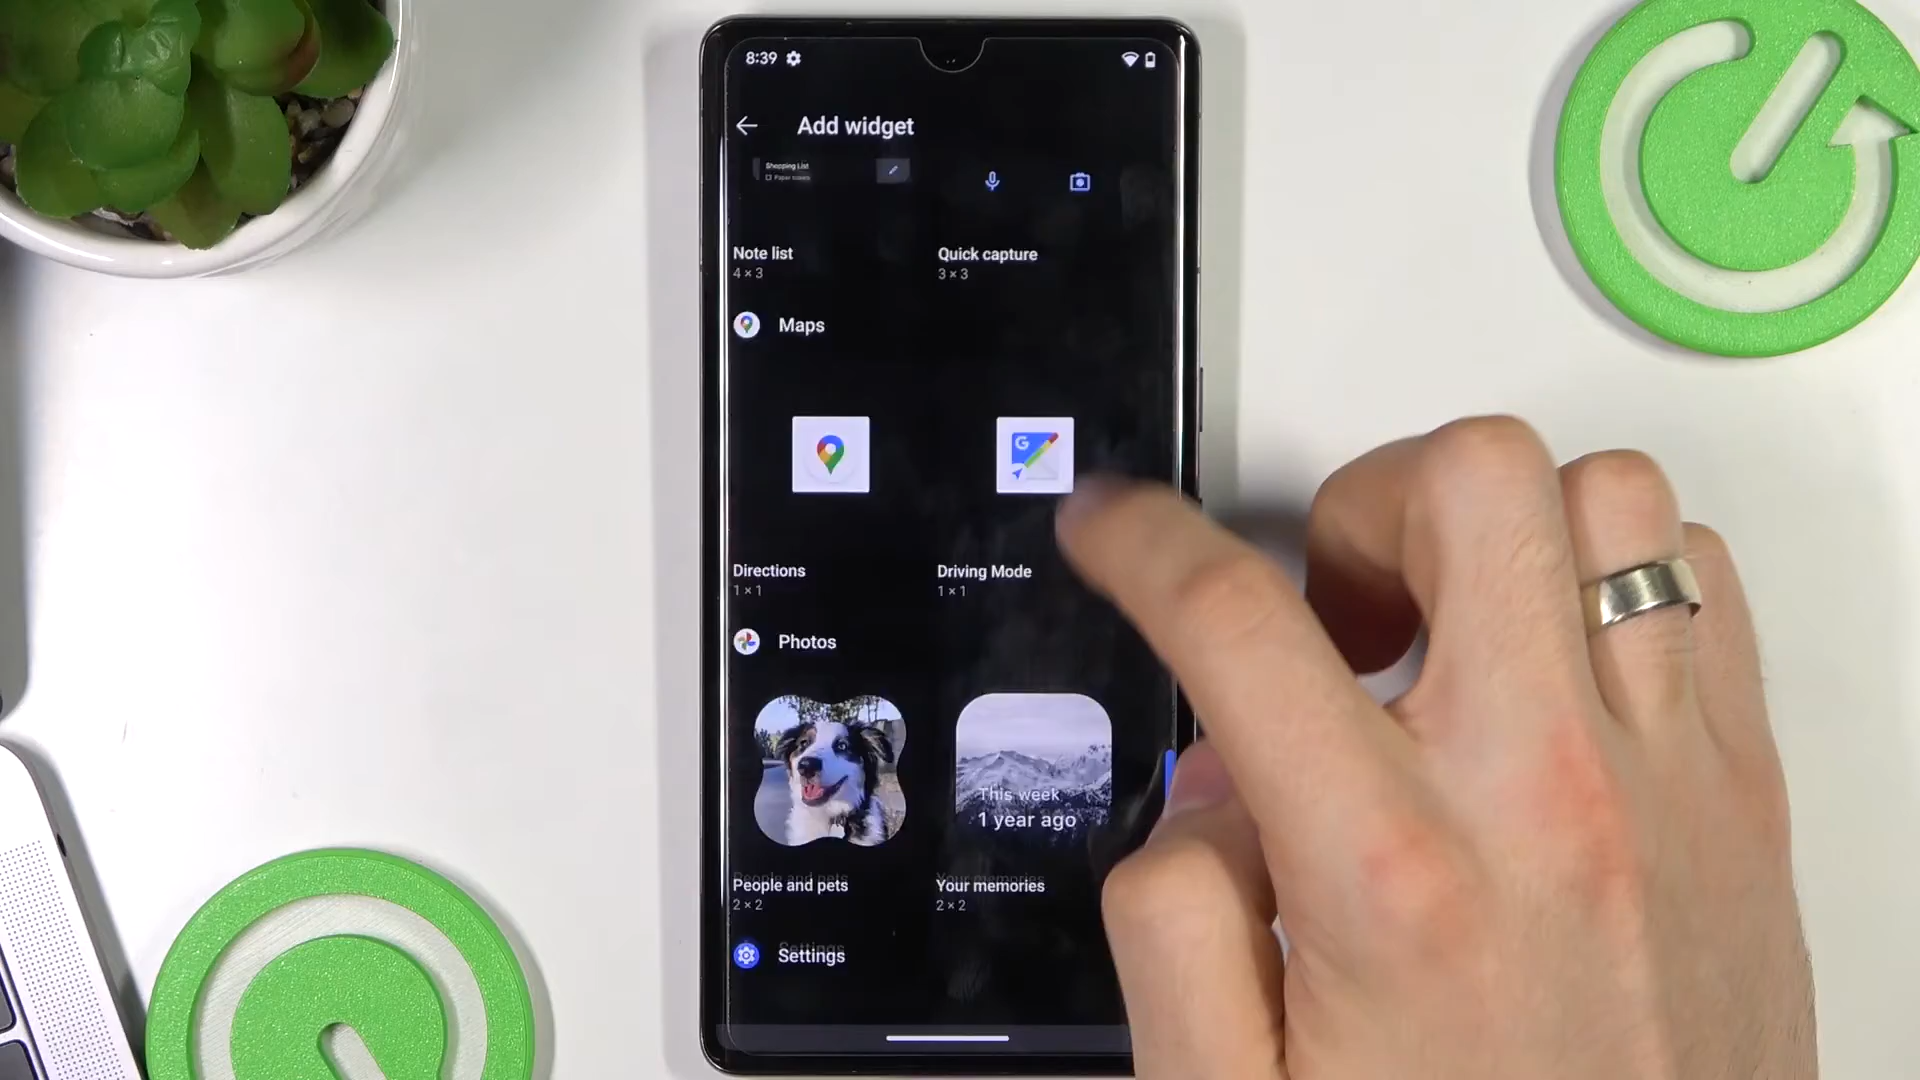 8:39
Add widget
Shopping List
Paper towels
Note list
4 × 3
Quick capture
3 × 3
Maps
G
Directions
1 × 1
Driving Mode
1 × 1
Photos
This week
1 year ago
People and pets
2 × 2
Your memories
2 × 2
Settings